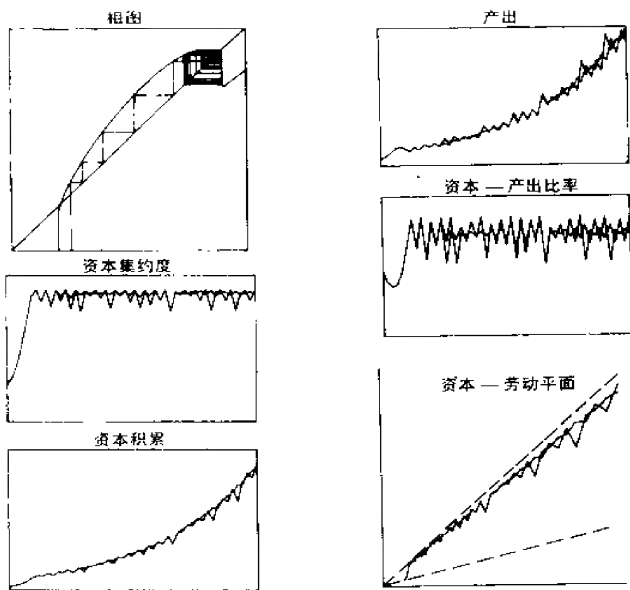 相图
产出
资本 — 产出比率
资本集约度
资本 — 劳动平面
资本积累